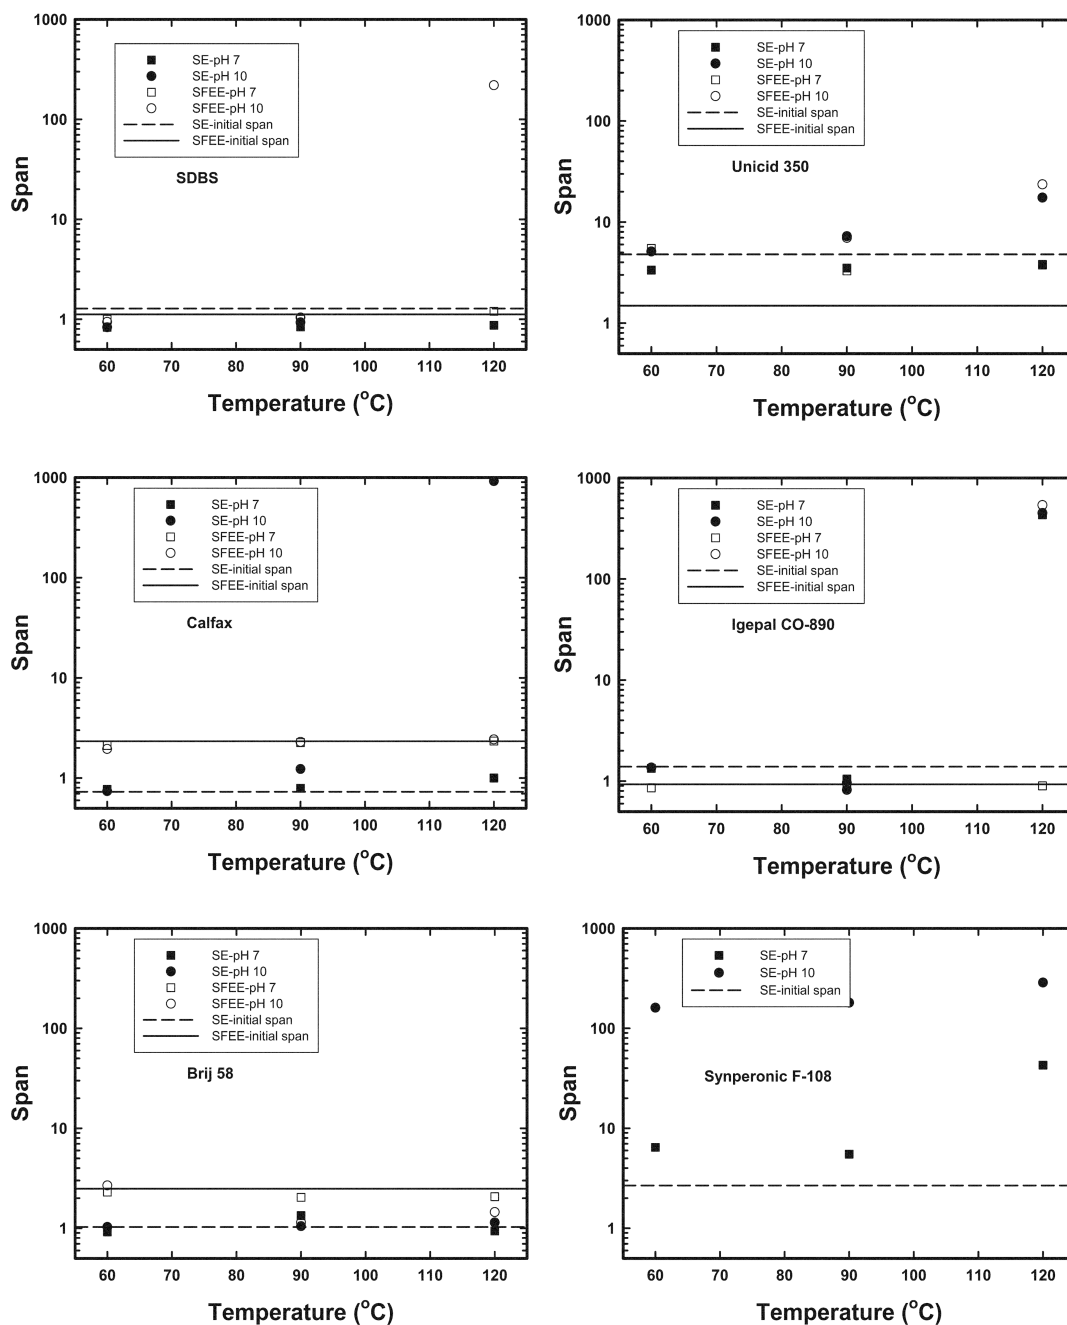 1000
100
10
1
Span
SE-pH 7
SE-pH 10
SFEE-pH 7
SFEE-pH 10
SE-initial span
SFEE-initial span
SDBS
60 70 80 90 100 110 120
Temperature (°C)
1000
100
10
1
Span
SE-pH 7
SE-pH 10
SFEE-pH 7
SFEE-pH 10
SE-initial span
SFEE-initial span
Unicid 350
60 70 80 90 100 110 120
Temperature (°C)
1000
100
10
1
Span
SE-pH 7
SE-pH 10
SFEE-pH 7
SFEE-pH 10
SE-initial span
SFEE-initial span
Calfax
60 70 80 90 100 110 120
Temperature (°C)
1000
100
10
1
Span
SE-pH 7
SE-pH 10
SFEE-pH 7
SFEE-pH 10
SE-initial span
SFEE-initial span
Igepal CO-890
60 70 80 90 100 110 120
Temperature (°C)
1000
100
10
1
Span
SE-pH 7
SE-pH 10
SFEE-pH 7
SFEE-pH 10
SE-initial span
SFEE-initial span
Brij 58
60 70 80 90 100 110 120
Temperature (°C)
1000
100
10
1
Span
SE-pH 7
SE-pH 10
SE-initial span
Synperonic F-108
60 70 80 90 100 110 120
Temperature (°C)